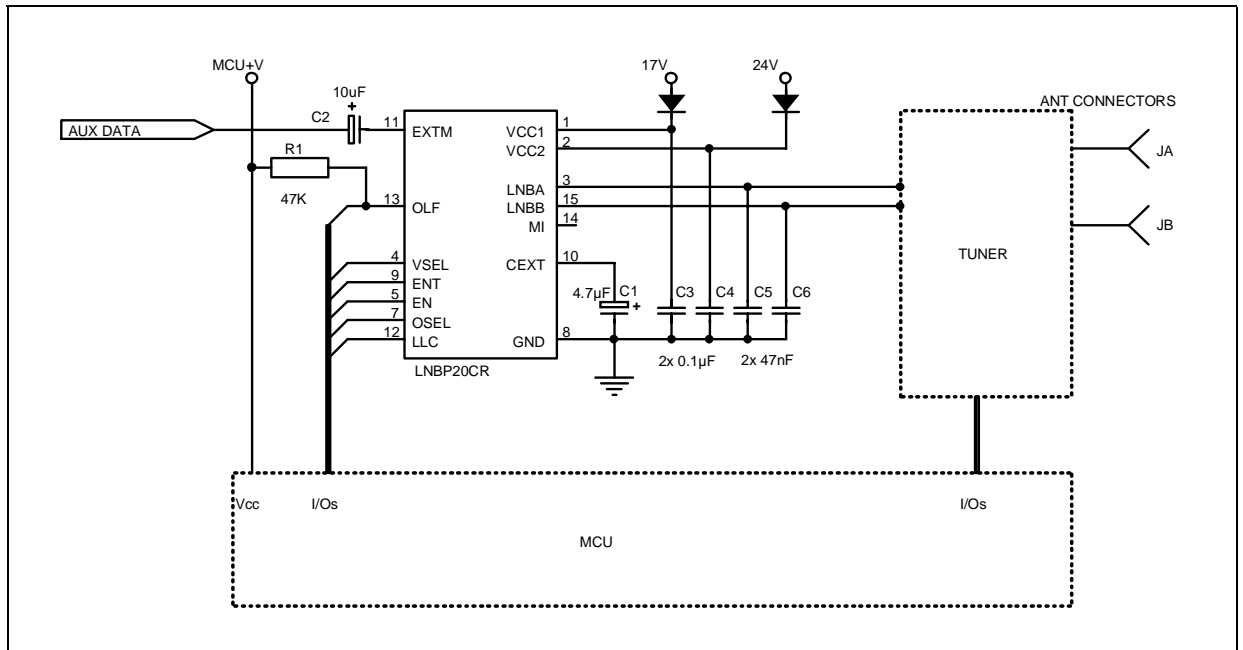 MCU+V
17V
24V
10uF
+
ANT CONNECTORS
C2
AUX DATA
11
EXTM
VCC1
1
VCC2
2
JA
R1
47K
LNBA
3
13
OLF
LNBB
15
MI
14
JB
TUNER
4
VSEL
CEXT
10
9
ENT
5
EN
4.7µF
C1
+
C3
C4
C5
C6
7
OSEL
12
LLC
GND
8
2x 0.1µF
2x 47nF
LNBP20CR
Vcc
I/Os
I/Os
MCU